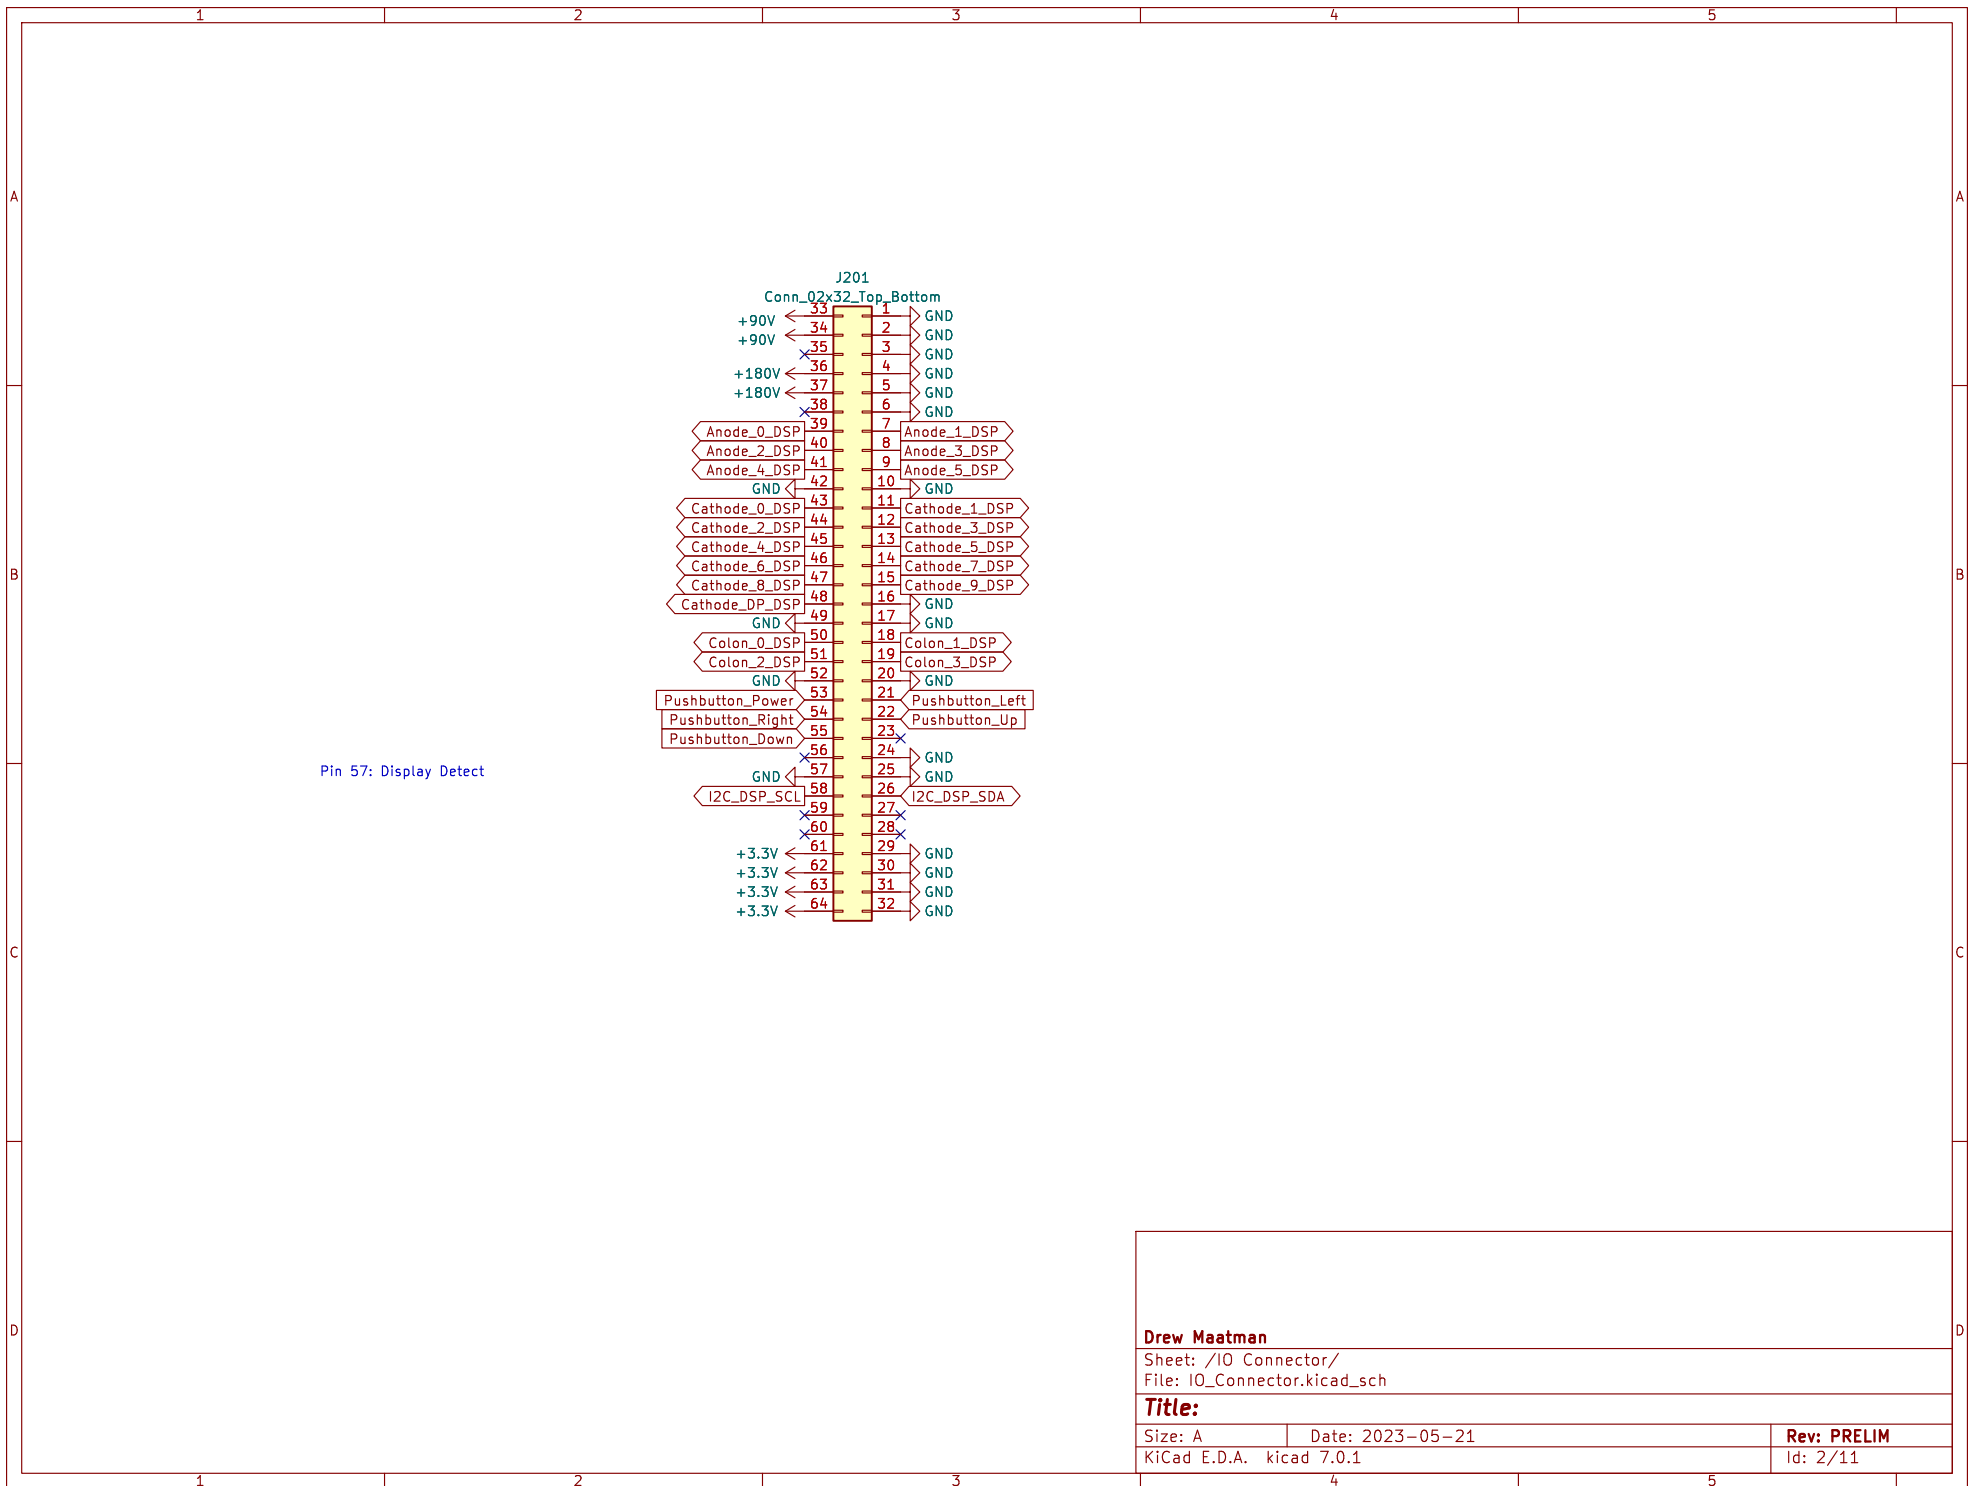 1 2 3 4 5
A A
J201
Conn_02x32_Top_Bottom
+90V 33 1 GND
+90V 34 2 GND
35 3 GND
+180V 36 4 GND
+180V 37 5 GND
38 6 GND
Anode_0_DSP 39 7 Anode_1_DSP
Anode_2_DSP 40 8 Anode_3_DSP
Anode_4_DSP 41 9 Anode_5_DSP
GND 42 10 GND
Cathode_0_DSP 43 11 Cathode_1_DSP
Cathode_2_DSP 44 12 Cathode_3_DSP
Cathode_4_DSP 45 13 Cathode_5_DSP
Cathode_6_DSP 46 14 Cathode_7_DSP
B B
Cathode_8_DSP 47 15 Cathode_9_DSP
Cathode_DP_DSP 48 16 GND
GND 49 17 GND
Colon_0_DSP 50 18 Colon_1_DSP
Colon_2_DSP 51 19 Colon_3_DSP
GND 52 20 GND
Pushbutton_Power 53 21 Pushbutton_Left
Pushbutton_Right 54 22 Pushbutton_Up
Pushbutton_Down 55 23
56 24 GND
Pin 57: Display Detect
GND 57 25 GND
I2C_DSP_SCL 58 26 I2C_DSP_SDA
59 27
60 28
+3.3V 61 29 GND
+3.3V 62 30 GND
+3.3V 63 31 GND
+3.3V 64 32 GND
C C
D D
Drew Maatman
Sheet: /IO Connector/
File: IO_Connector.kicad_sch
Title:
Size: A Date: 2023-05-21 Rev: PRELIM
KiCad E.D.A. kicad 7.0.1 Id: 2/11
1 2 3 4 5